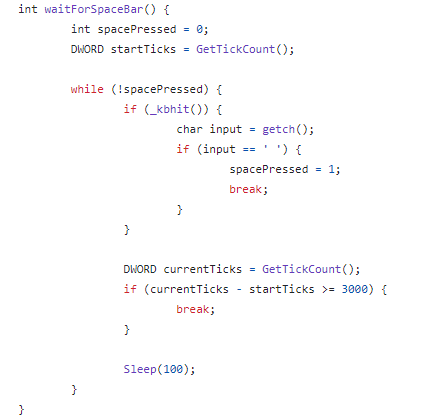 int waitForSpaceBar() {
int spacePressed = 0;
DWORD startTicks = GetTickCount();
while (!spacePressed) {
if (_kbhit()) {
char input = getch();
if (input == ' ') {
spacePressed = 1;
break;
}
}
DWORD currentTicks = GetTickCount();
if (currentTicks - startTicks >= 3000) {
break;
}
Sleep(100);
}
}